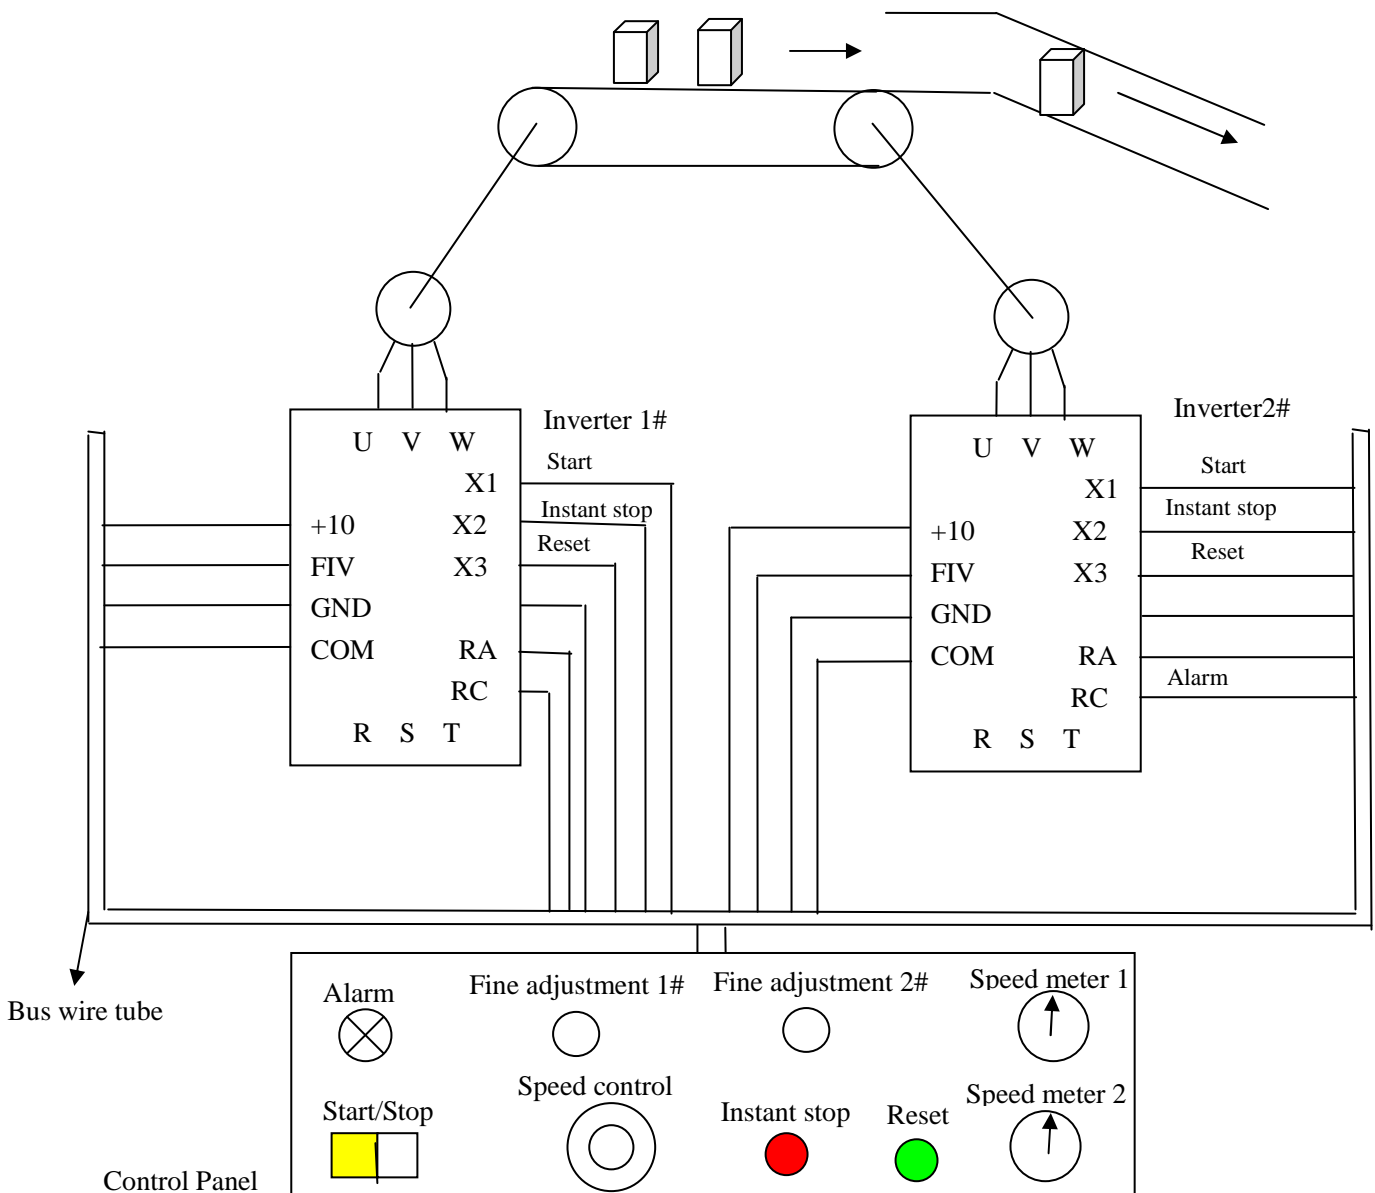 Inverter 1#
U V W
Start
X1
Instant stop
+10 X2
Reset
FIV X3
GND
COM RA
RC
R S T
Inverter2#
U V W
Start
X1
Instant stop
+10 X2
Reset
FIV X3
GND
COM RA
Alarm
RC
R S T
Bus wire tube
Alarm
Fine adjustment 1#
Fine adjustment 2#
Speed meter 1
Start/Stop
Speed control
Instant stop
Reset
Speed meter 2
Control Panel